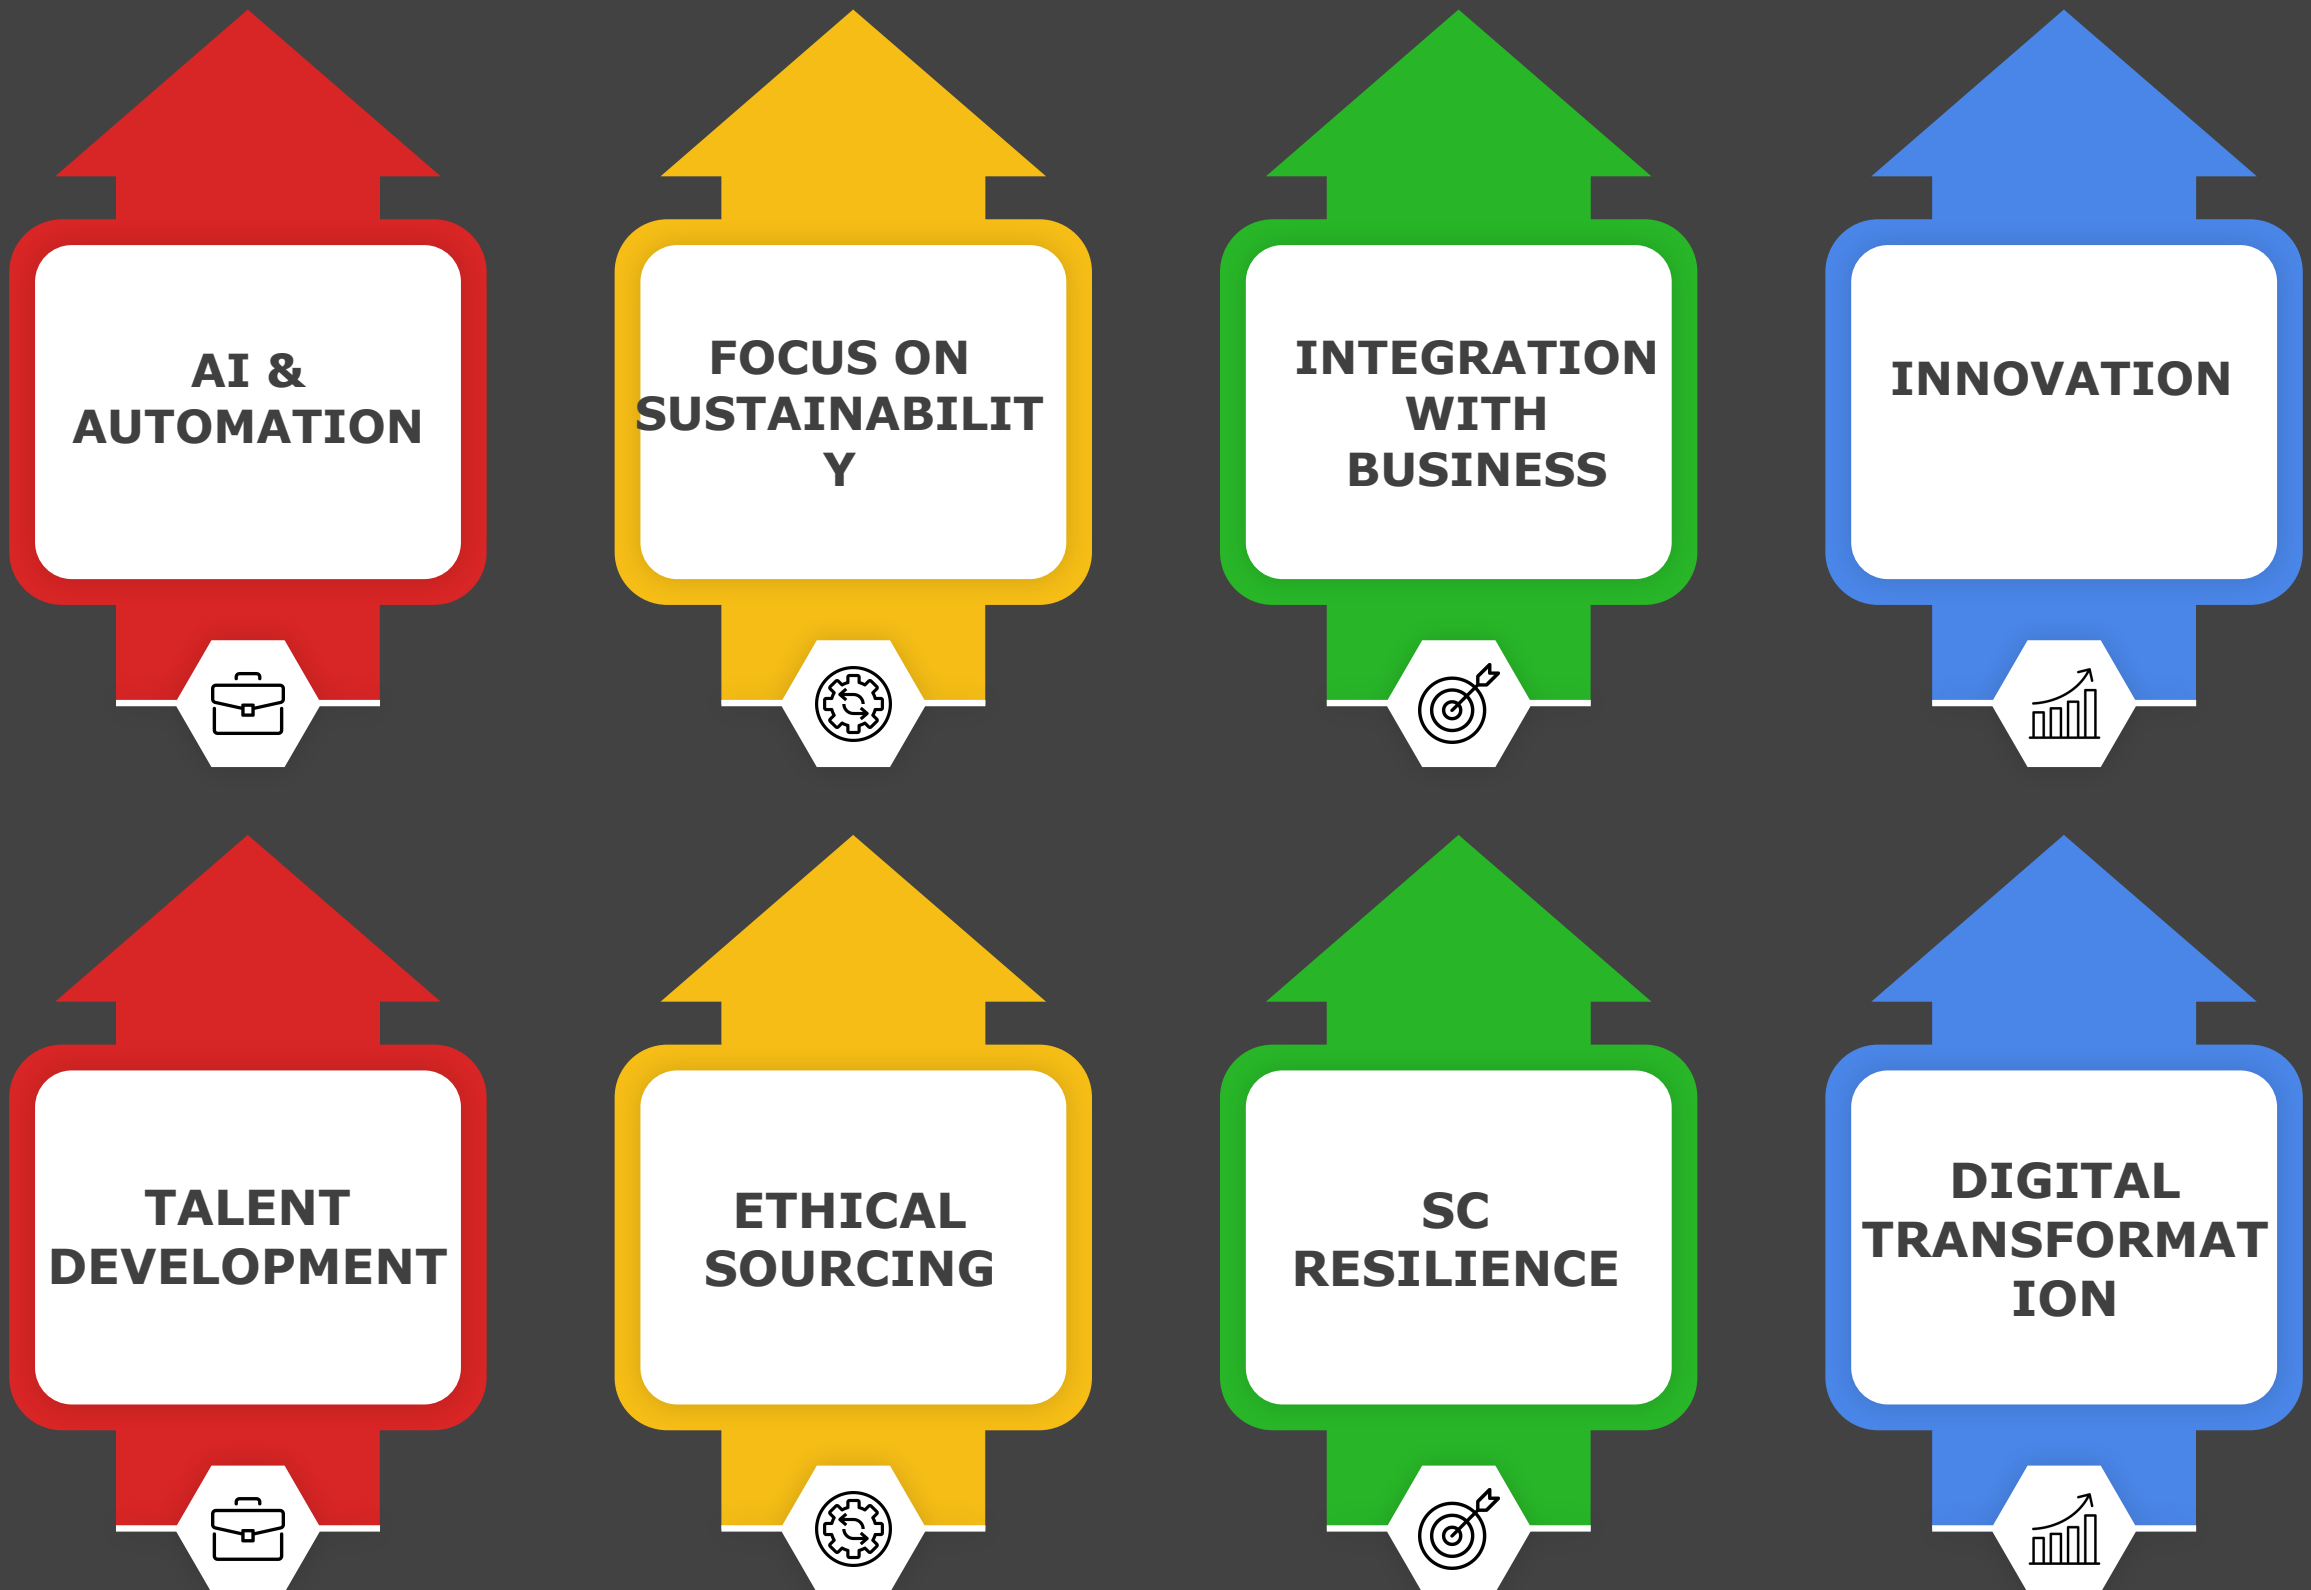 AI &
AUTOMATION
FOCUS ON
SUSTAINABILIT
Y
INTEGRATION
WITH
BUSINESS
INNOVATION
TALENT
DEVELOPMENT
ETHICAL
SOURCING
SC
RESILIENCE
DIGITAL
TRANSFORMAT
ION